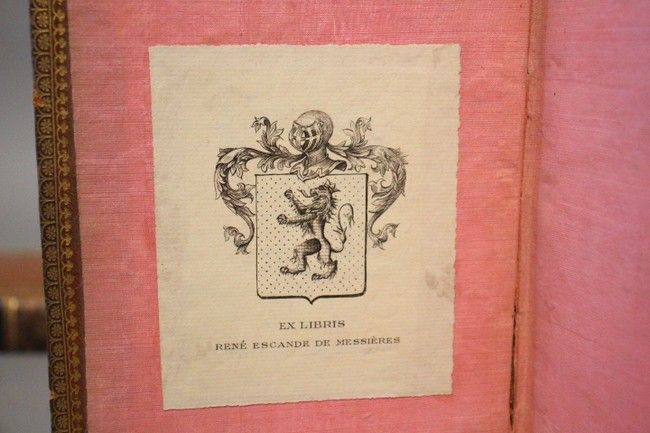 EX LIBRIS
RENÉ ESCANDE DE MESSIÈRES